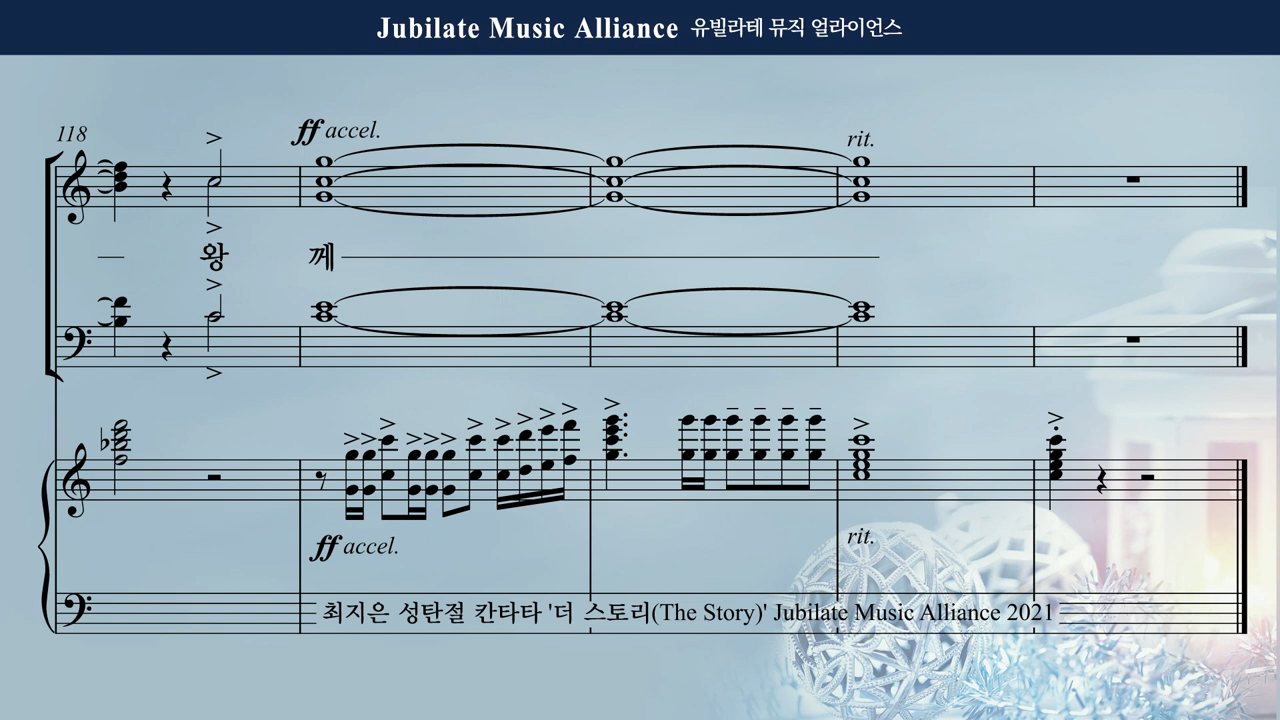 Jubilate Music Alliance 유빌라테 뮤직 얼라이언스
118
ff accel.
rit.
왕 께
ff accel.
rit.
최지은 성탄절 칸타타 '더 스토리(The Story)' Jubilate Music Alliance 2021